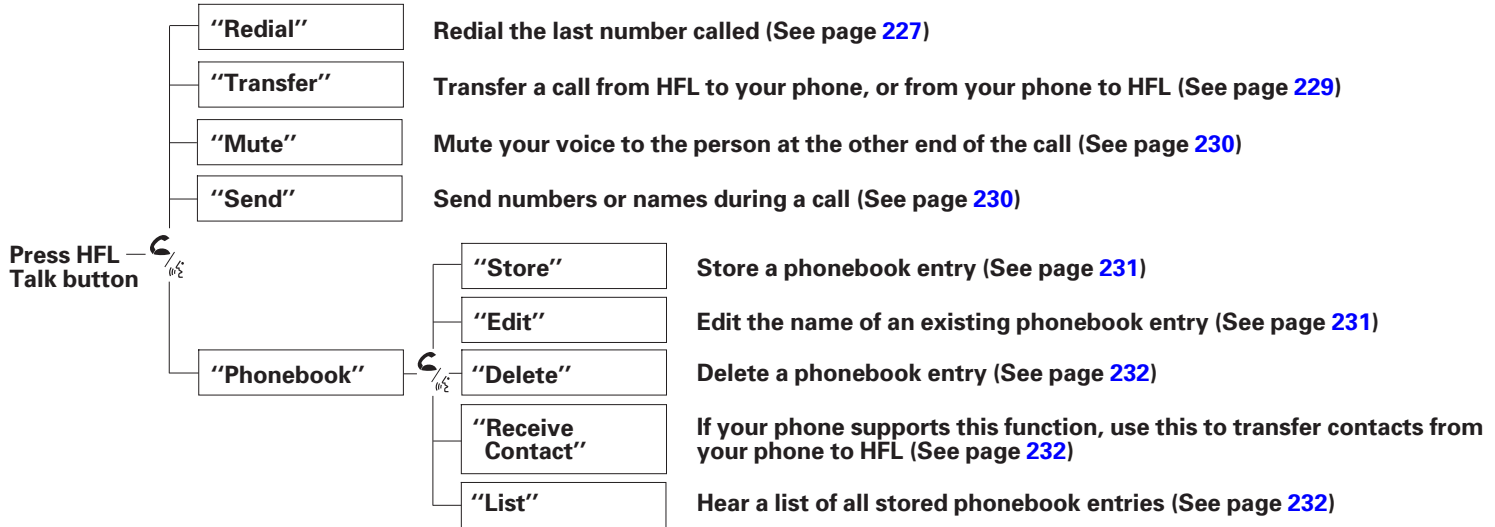 ‘‘Redial’’ Redial the last number called (See page 227)
‘‘Transfer’’ Transfer a call from HFL to your phone, or from your phone to HFL (See page 229)
‘‘Mute’’ Mute your voice to the person at the other end of the call (See page 230)
‘‘Send’’ Send numbers or names during a call (See page 230)
Press HFL
Talk button
‘‘Phonebook’’
‘‘Store’’ Store a phonebook entry (See page 231)
‘‘Edit’’ Edit the name of an existing phonebook entry (See page 231)
‘‘Delete’’ Delete a phonebook entry (See page 232)
‘‘Receive
Contact’’
If your phone supports this function, use this to transfer contacts from
your phone to HFL (See page 232)
‘‘List’’ Hear a list of all stored phonebook entries (See page 232)